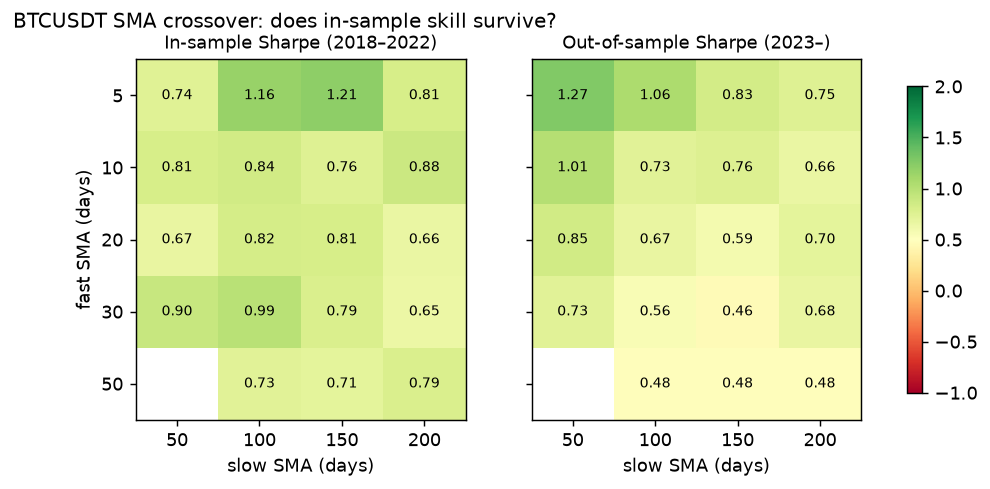 BTCUSDT SMA crossover: does in-sample skill survive?
In-sample Sharpe (2018–2022)
Out-of-sample Sharpe (2023–)
fast SMA (days)
5
10
20
30
50
0.74 1.16 1.21 0.81
0.81 0.84 0.76 0.88
0.67 0.82 0.81 0.66
0.90 0.99 0.79 0.65
0.73 0.71 0.79
50 100 150 200
slow SMA (days)
1.27 1.06 0.83 0.75
1.01 0.73 0.76 0.66
0.85 0.67 0.59 0.70
0.73 0.56 0.46 0.68
0.48 0.48 0.48
50 100 150 200
slow SMA (days)
2.0
1.5
1.0
0.5
0.0
−0.5
−1.0